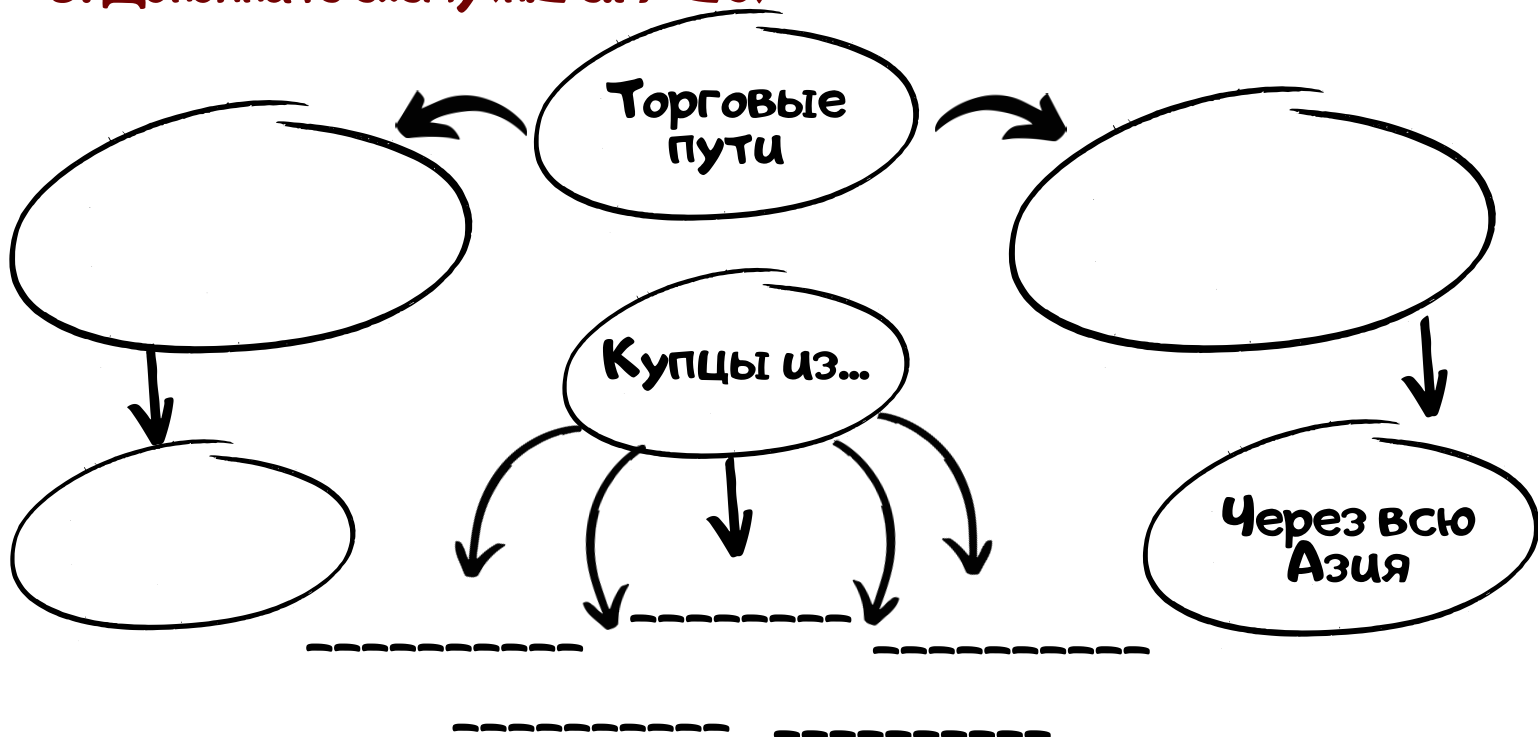 Торговые
пути
Купцы из...
Через всю
Азия